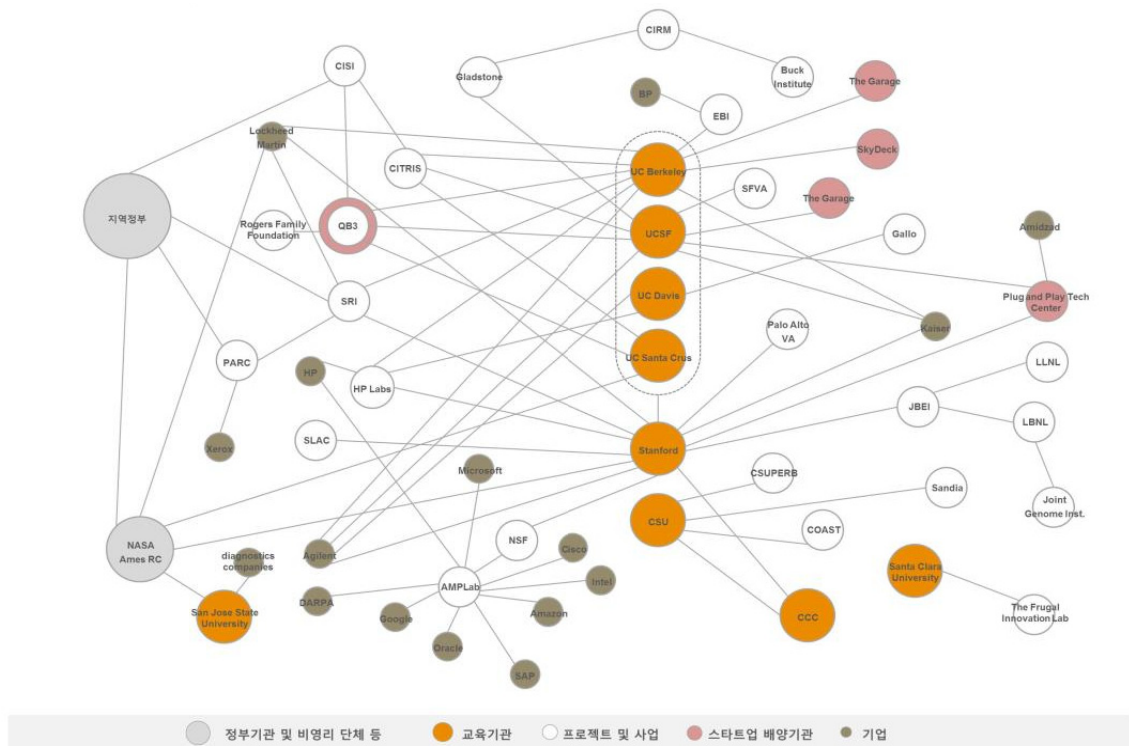 CIRM
CISI
Gladstone
Buck
Institute
The Garage
BP
EBI
Lockheed
Martin
SkyDeck
CITRIS
UC Berkeley
SFVA
The Garage
지역정부
Rogers Family
Foundation
QB3
UCSF
Gallo
Amidzad
SRI
UC Davis
Plug and Play Tech
Center
Palo Alto
VA
Kaiser
PARC
HP
HP Labs
UC Santa Crus
LLNL
JBEI
LBNL
Xerox
SLAC
Stanford
Microsoft
CSUPERB
Sandia
Joint
Genome Inst.
CSU
COAST
NASA
Ames RC
diagnostics
companies
Agilent
NSF
Cisco
Intel
Santa Clara
University
AMPLab
DARPA
Google
Amazon
San Jose State
University
CCC
The Frugal
Innovation Lab
Oracle
SAP
정부기관 및 비영리 단체 등
교육기관
프로젝트 및 사업
스타트업 배양기관
기업